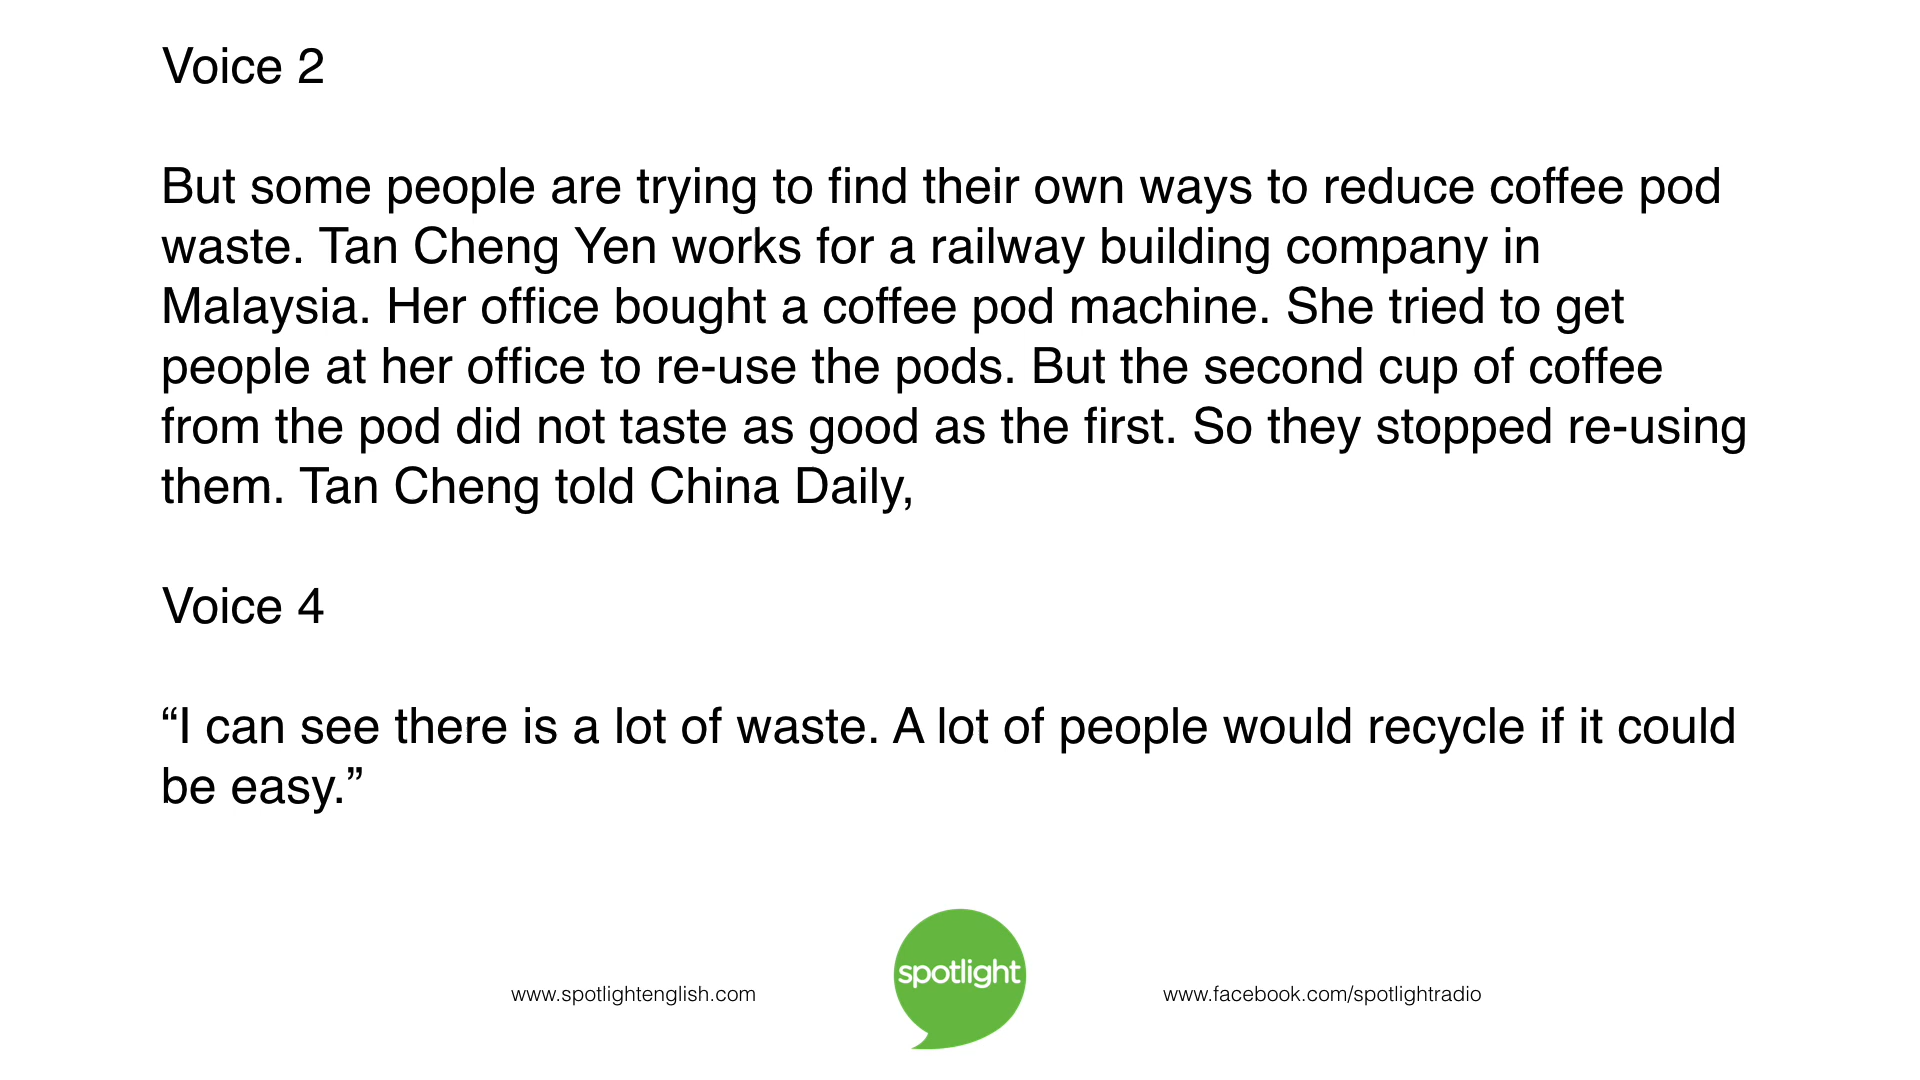 Voice 2
But some people are trying to find their own ways to reduce coffee pod
waste. Tan Cheng Yen works for a railway building company in
Malaysia. Her office bought a coffee pod machine. She tried to get
people at her office to re-use the pods. But the second cup of coffee
from the pod did not taste as good as the first. So they stopped re-using
them. Tan Cheng told China Daily,
Voice 4
“I can see there is a lot of waste. A lot of people would recycle if it could
be easy.”
www.spotlightenglish.com
spotlight
www.facebook.com/spotlightradio